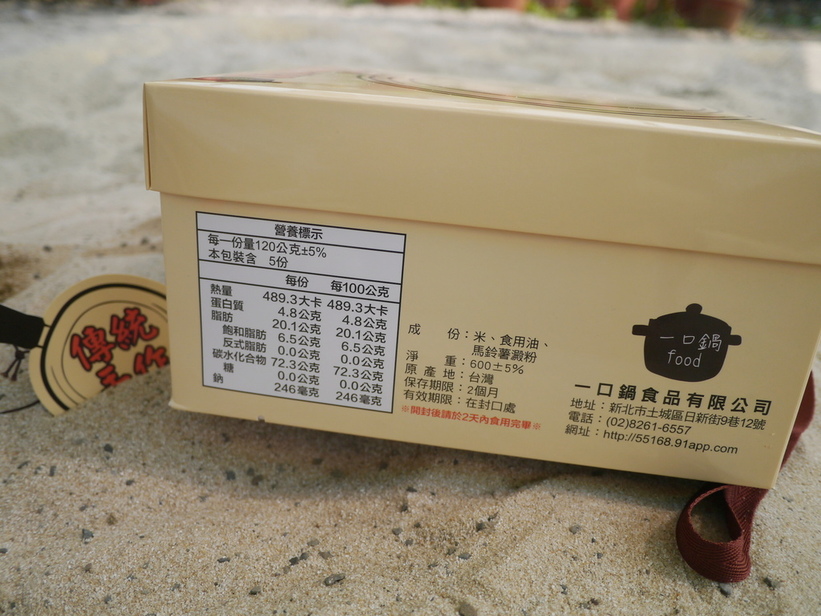 營養標示
每一份量120公克±5%
本包裝含 5份
每份 每100公克
熱量 489.3大卡 489.3大卡
蛋白質 4.8公克 4.8公克
脂肪 20.1公克 20.1公克
飽和脂肪 6.5公克 6.5公克
反式脂肪 0.0公克 0.0公克
碳水化合物 72.3公克 72.3公克
糖 0.0公克 0.0公克
鈉 246毫克 246毫克
成 份：米、食用油、
馬鈴薯澱粉
淨 重：600±5%
原 產 地：台灣
保存期限：2個月
有效期限：在封口處
※開封後請於2天內食用完畢※
一口鍋
food
一口鍋食品有限公司
地址：新北市土城區日新街9巷12號
電話：(02)8261-6557
網址：http://55168.91app.com
傳統
手作